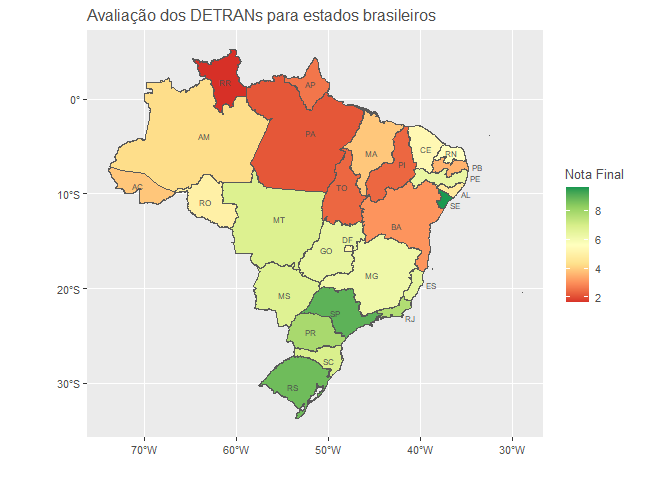 Avaliação dos DETRANs para estados brasileiros
RR
AP
0°
AM
PA
MA
CE
RN
PI
PB
PE
AC
TO
AL
10°S
RO
SE
MT
BA
DF
GO
MG
ES
MS
20°S
SP
RJ
PR
SC
30°S
RS
70°W
60°W
50°W
40°W
30°W
Nota Final
8
6
4
2